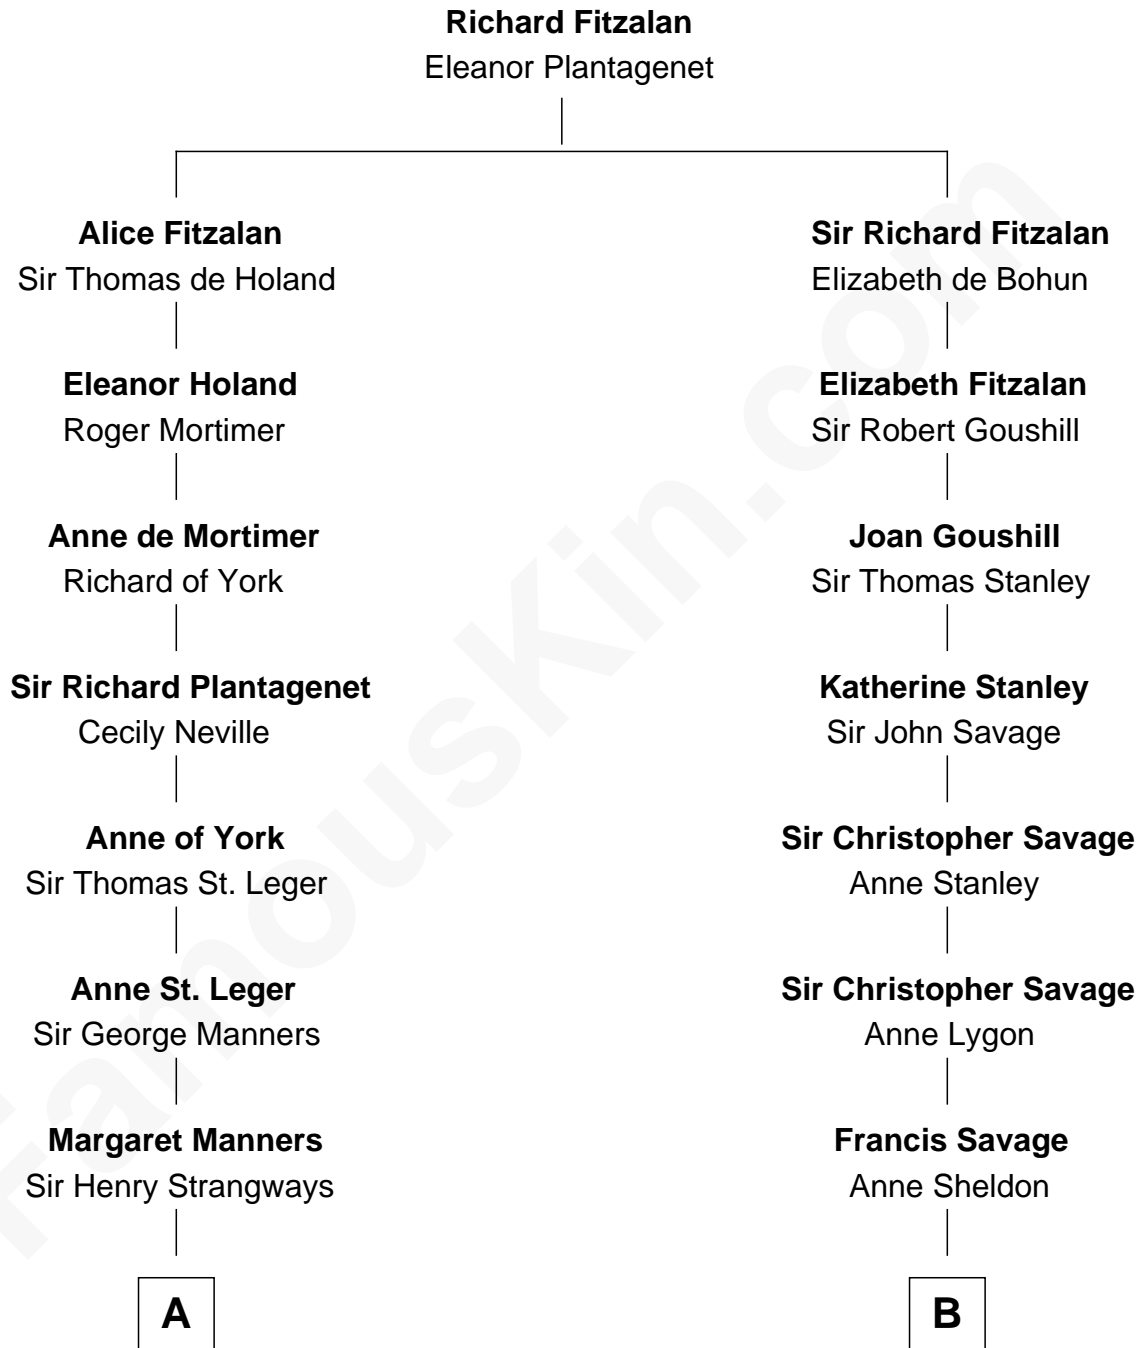 Richard Fitzalan
Eleanor Plantagenet
Alice Fitzalan
Sir Thomas de Holand
Eleanor Holand
Roger Mortimer
Anne de Mortimer
Richard of York
Sir Richard Plantagenet
Cecily Neville
Anne of York
Sir Thomas St. Leger
Anne St. Leger
Sir George Manners
Margaret Manners
Sir Henry Strangways
A
Sir Richard Fitzalan
Elizabeth de Bohun
Elizabeth Fitzalan
Sir Robert Goushill
Joan Goushill
Sir Thomas Stanley
Katherine Stanley
Sir John Savage
Sir Christopher Savage
Anne Stanley
Sir Christopher Savage
Anne Lygon
Francis Savage
Anne Sheldon
B
FamousKin.com